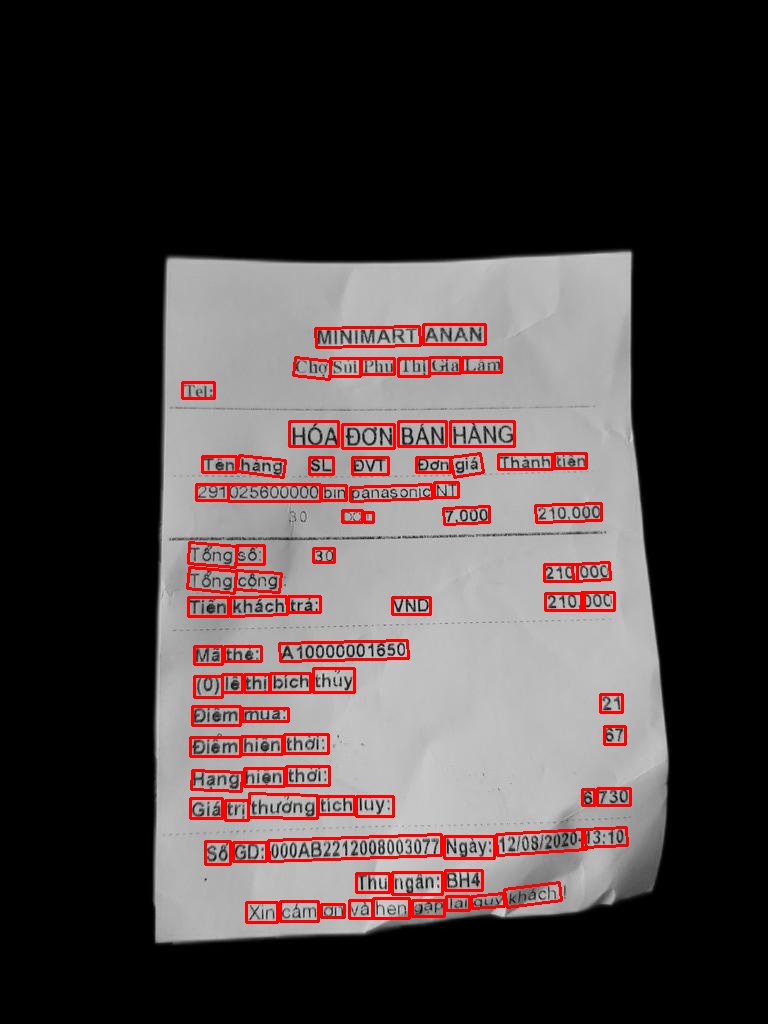 MINIMART ANAN
Chợ Sủi Phú Thị Gia Lâm
Tel:
HÓA ĐƠN BÁN HÀNG
Tên hàng SL ĐVT Đơn giá Thành tiền
291025600000 bin panasonic NT
30 7,000 210.000
Tổng số: 30
Tổng cộng : 210.000
Tiền khách trả: VND 210.000
Mã thẻ: A10000001650
(0) lê thị bích thủy
Điểm mua: 21
Điểm hiện thời: 67
Hạng hiện thời:
Giá trị thưởng tích lũy: 6.730
Số GD: 000AB2212008003077 Ngày: 12/08/2020-13:10
Thu ngân: BH4
Xin cảm ơn và hẹn gặp lại quý khách !